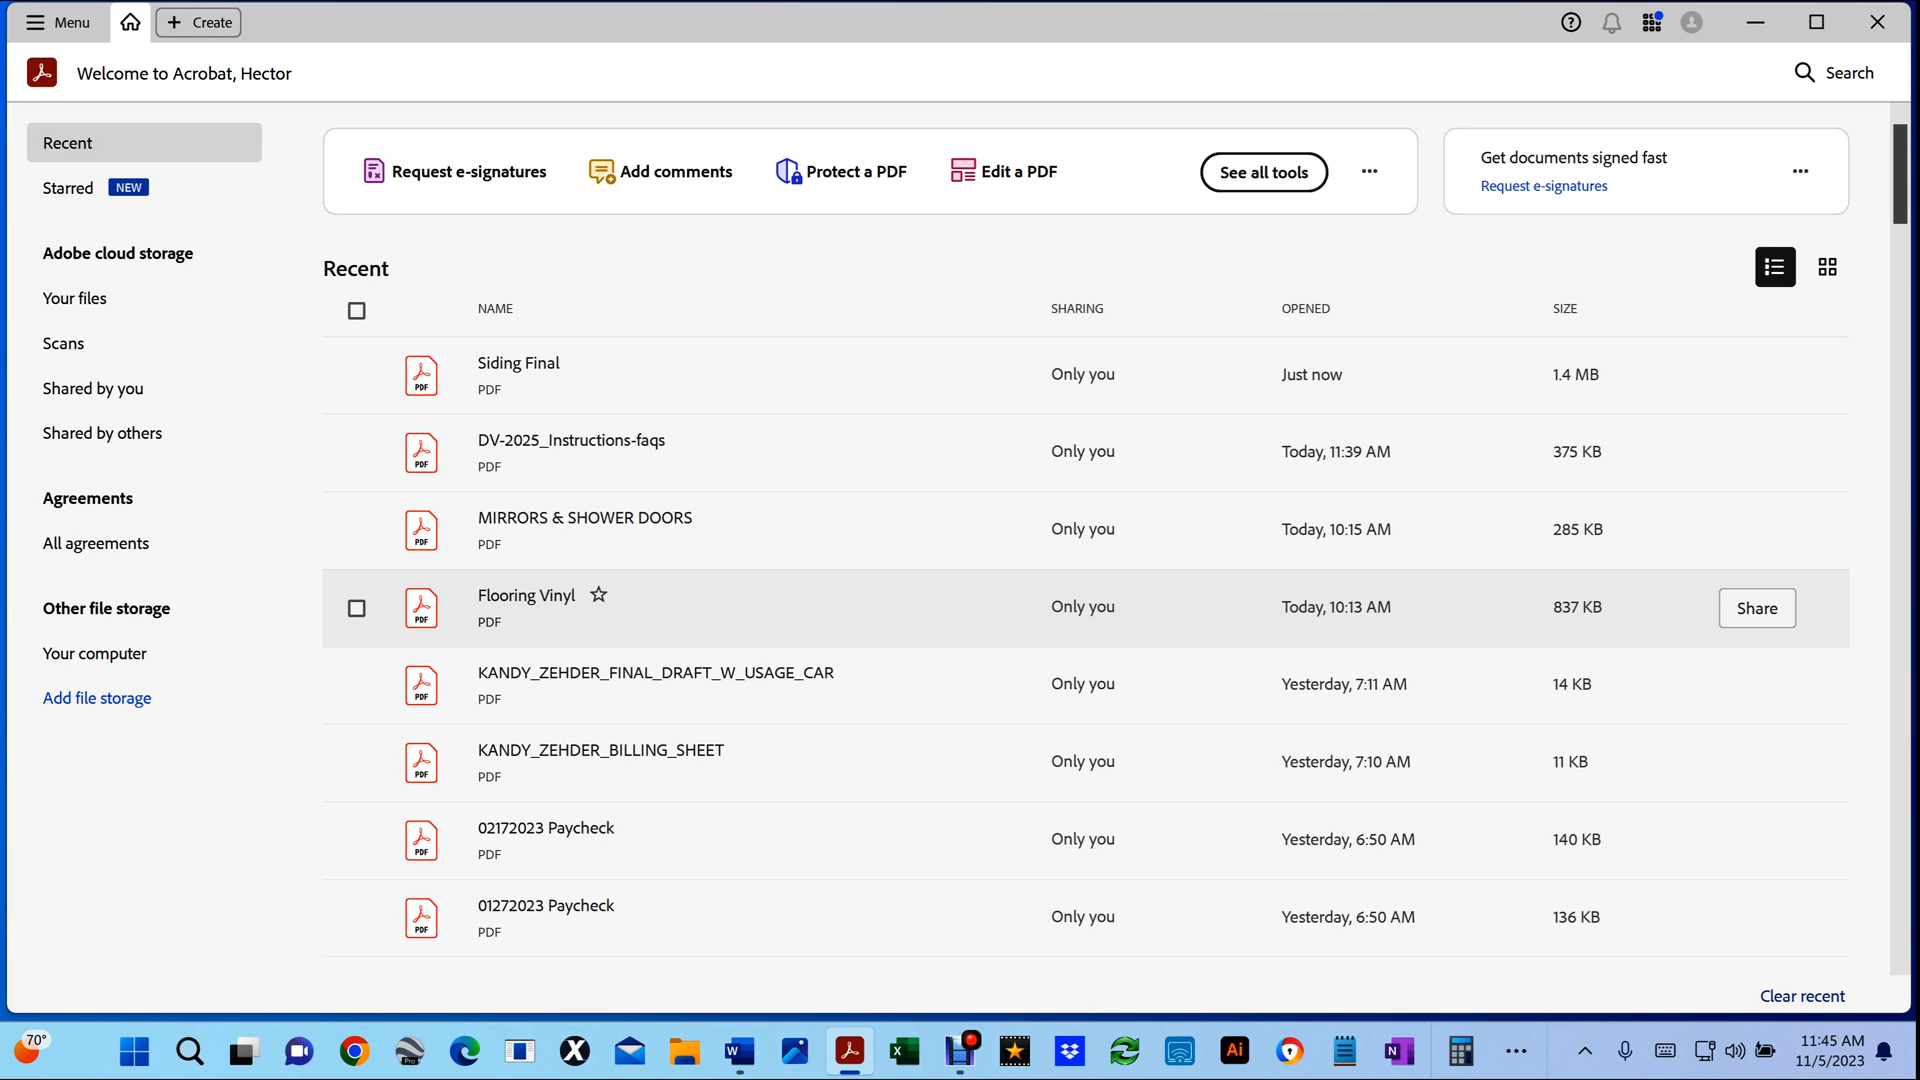 Menu
Create
Welcome to Acrobat, Hector
Search
Recent
Starred NEW
Adobe cloud storage
Your files
Scans
Shared by you
Shared by others
Agreements
All agreements
Other file storage
Your computer
Add file storage
Request e-signatures Add comments Protect a PDF Edit a PDF See all tools
Get documents signed fast
Request e-signatures
Recent
NAME SHARING OPENED SIZE
Siding Final
PDF Only you Just now 1.4 MB
DV-2025_Instructions-faqs
PDF Only you Today, 11:39 AM 375 KB
MIRRORS & SHOWER DOORS
PDF Only you Today, 10:15 AM 285 KB
Flooring Vinyl
PDF Only you Today, 10:13 AM 837 KB Share
KANDY_ZEHDER_FINAL_DRAFT_W_USAGE_CAR
PDF Only you Yesterday, 7:11 AM 14 KB
KANDY_ZEHDER_BILLING_SHEET
PDF Only you Yesterday, 7:10 AM 11 KB
02172023 Paycheck
PDF Only you Yesterday, 6:50 AM 140 KB
01272023 Paycheck
PDF Only you Yesterday, 6:50 AM 136 KB
Clear recent
70°
11:45 AM
11/5/2023